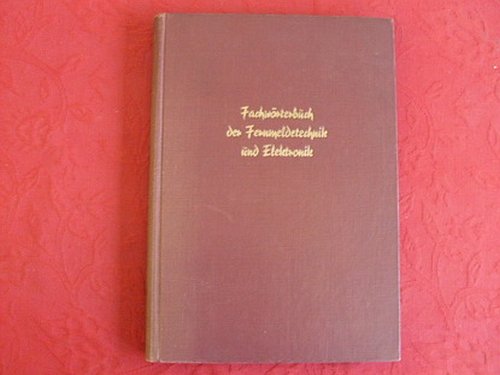 Fachwörterbuch
der Fernmeldetechnik
und Elektronik